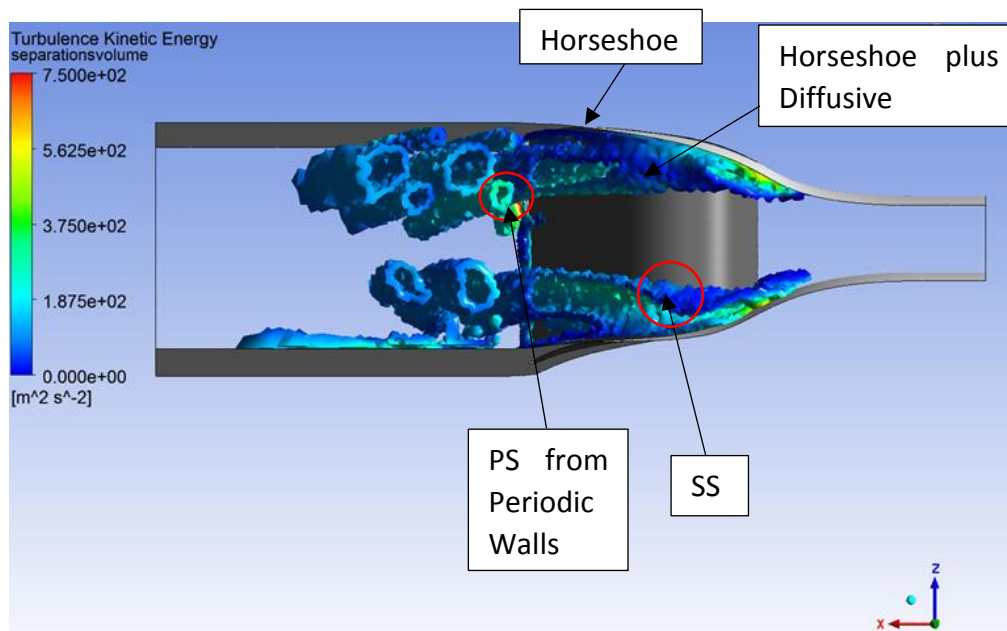 Turbulence Kinetic Energy
separationsvolume
7.500e+02
5.625e+02
3.750e+02
1.875e+02
0.000e+00
[m^2 s^-2]
Horseshoe
Horseshoe plus
Diffusive
PS from
Periodic
Walls
SS
Z
X